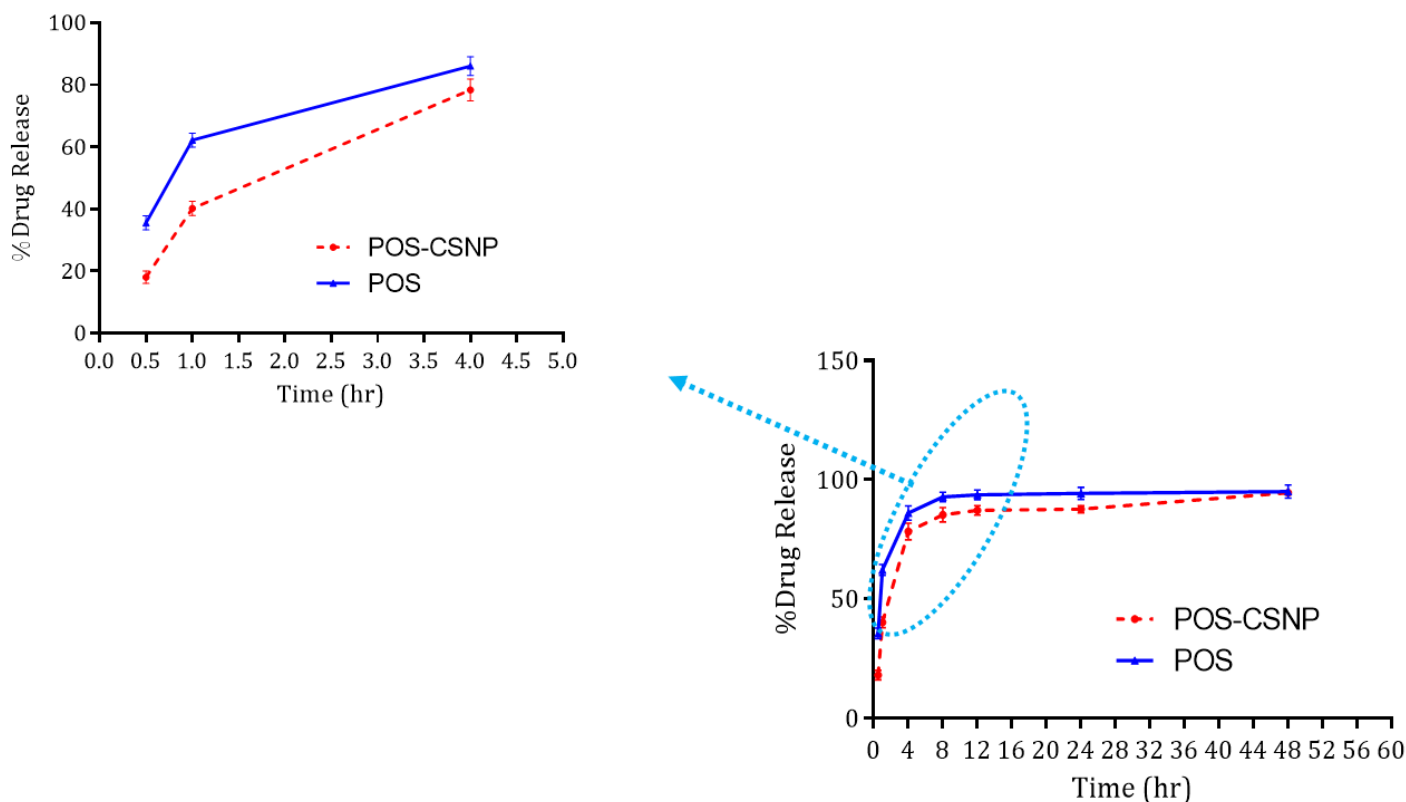 100
80
60
40
20
0
%Drug Release
POS-CSNP
POS
0.0 0.5 1.0 1.5 2.0 2.5 3.0 3.5 4.0 4.5 5.0
Time (hr)
150
100
50
0
%Drug Release
POS-CSNP
POS
0 4 8 12 16 20 24 28 32 36 40 44 48 52 56 60
Time (hr)